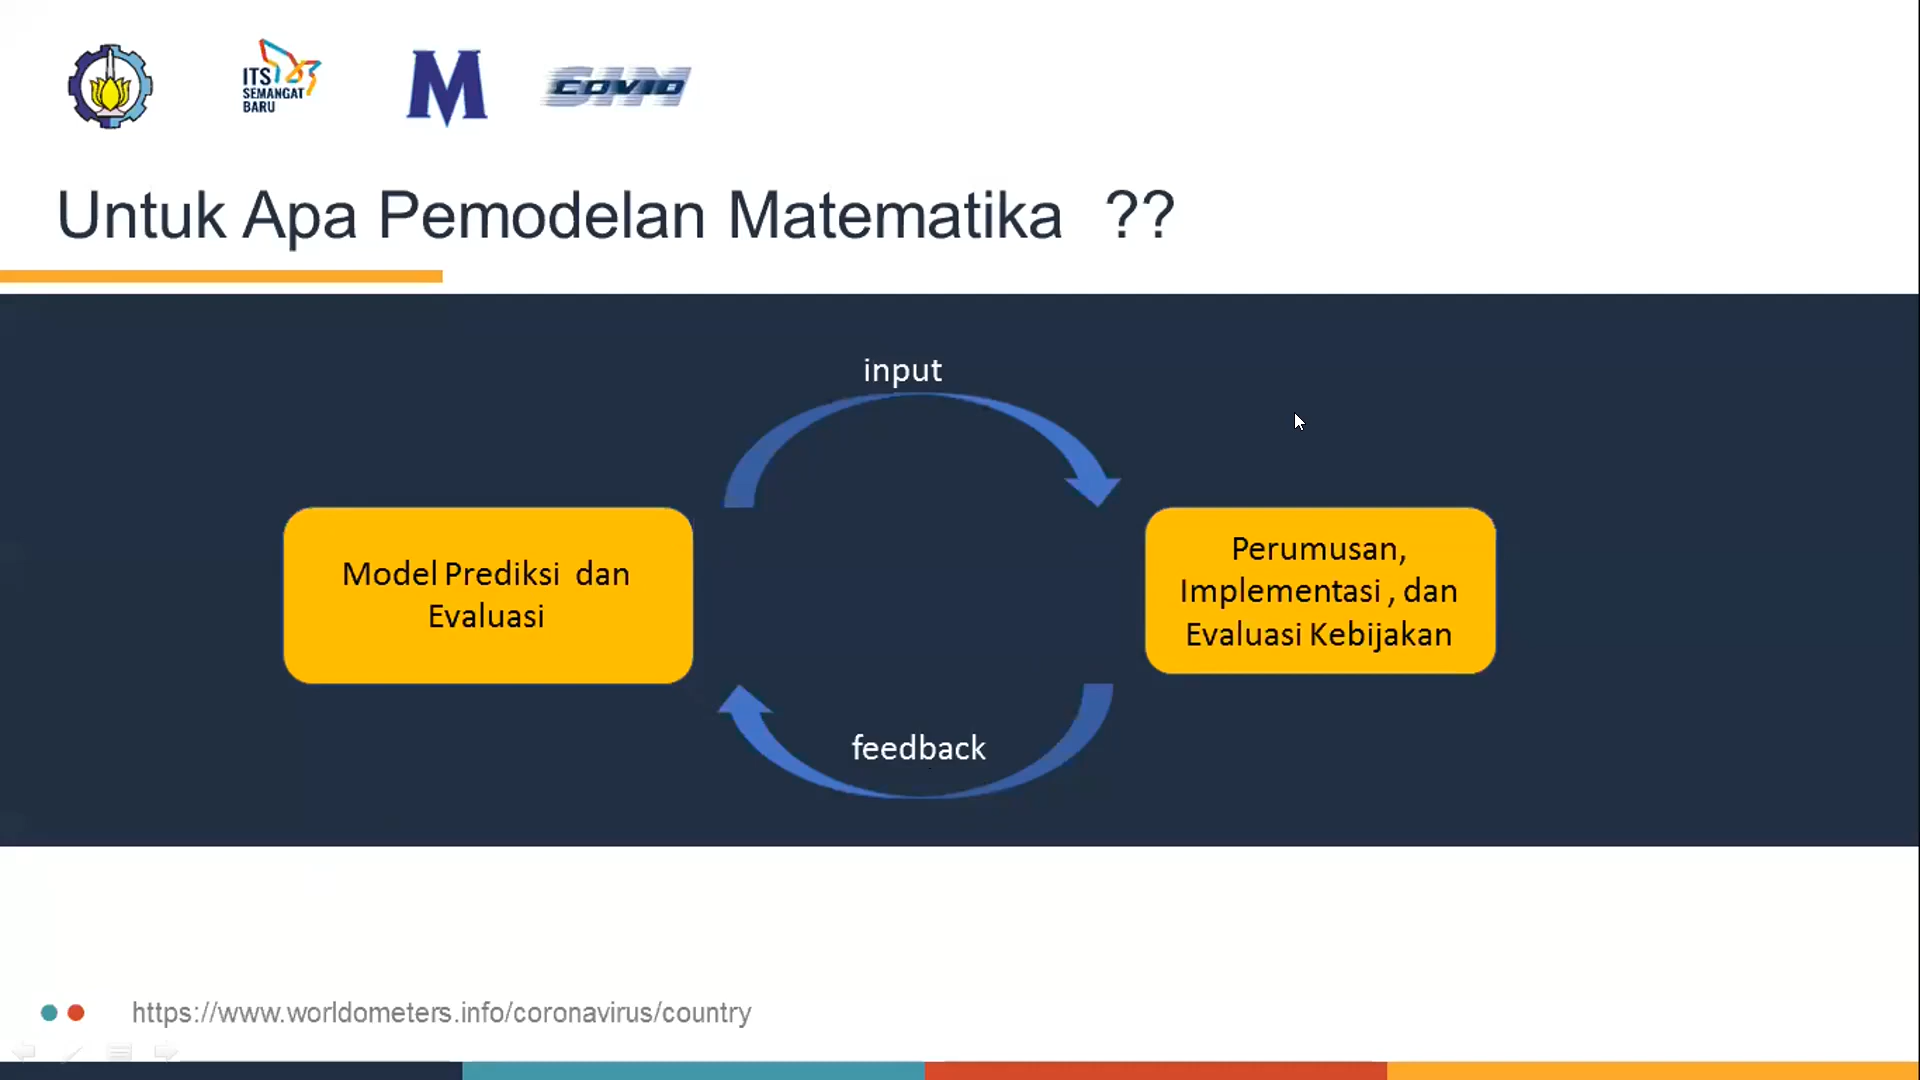 ITS
SEMANGAT
BARU
M
COVID
Untuk Apa Pemodelan Matematika ??
input
Model Prediksi dan
Evaluasi
Perumusan,
Implementasi , dan
Evaluasi Kebijakan
feedback
https://www.worldometers.info/coronavirus/country